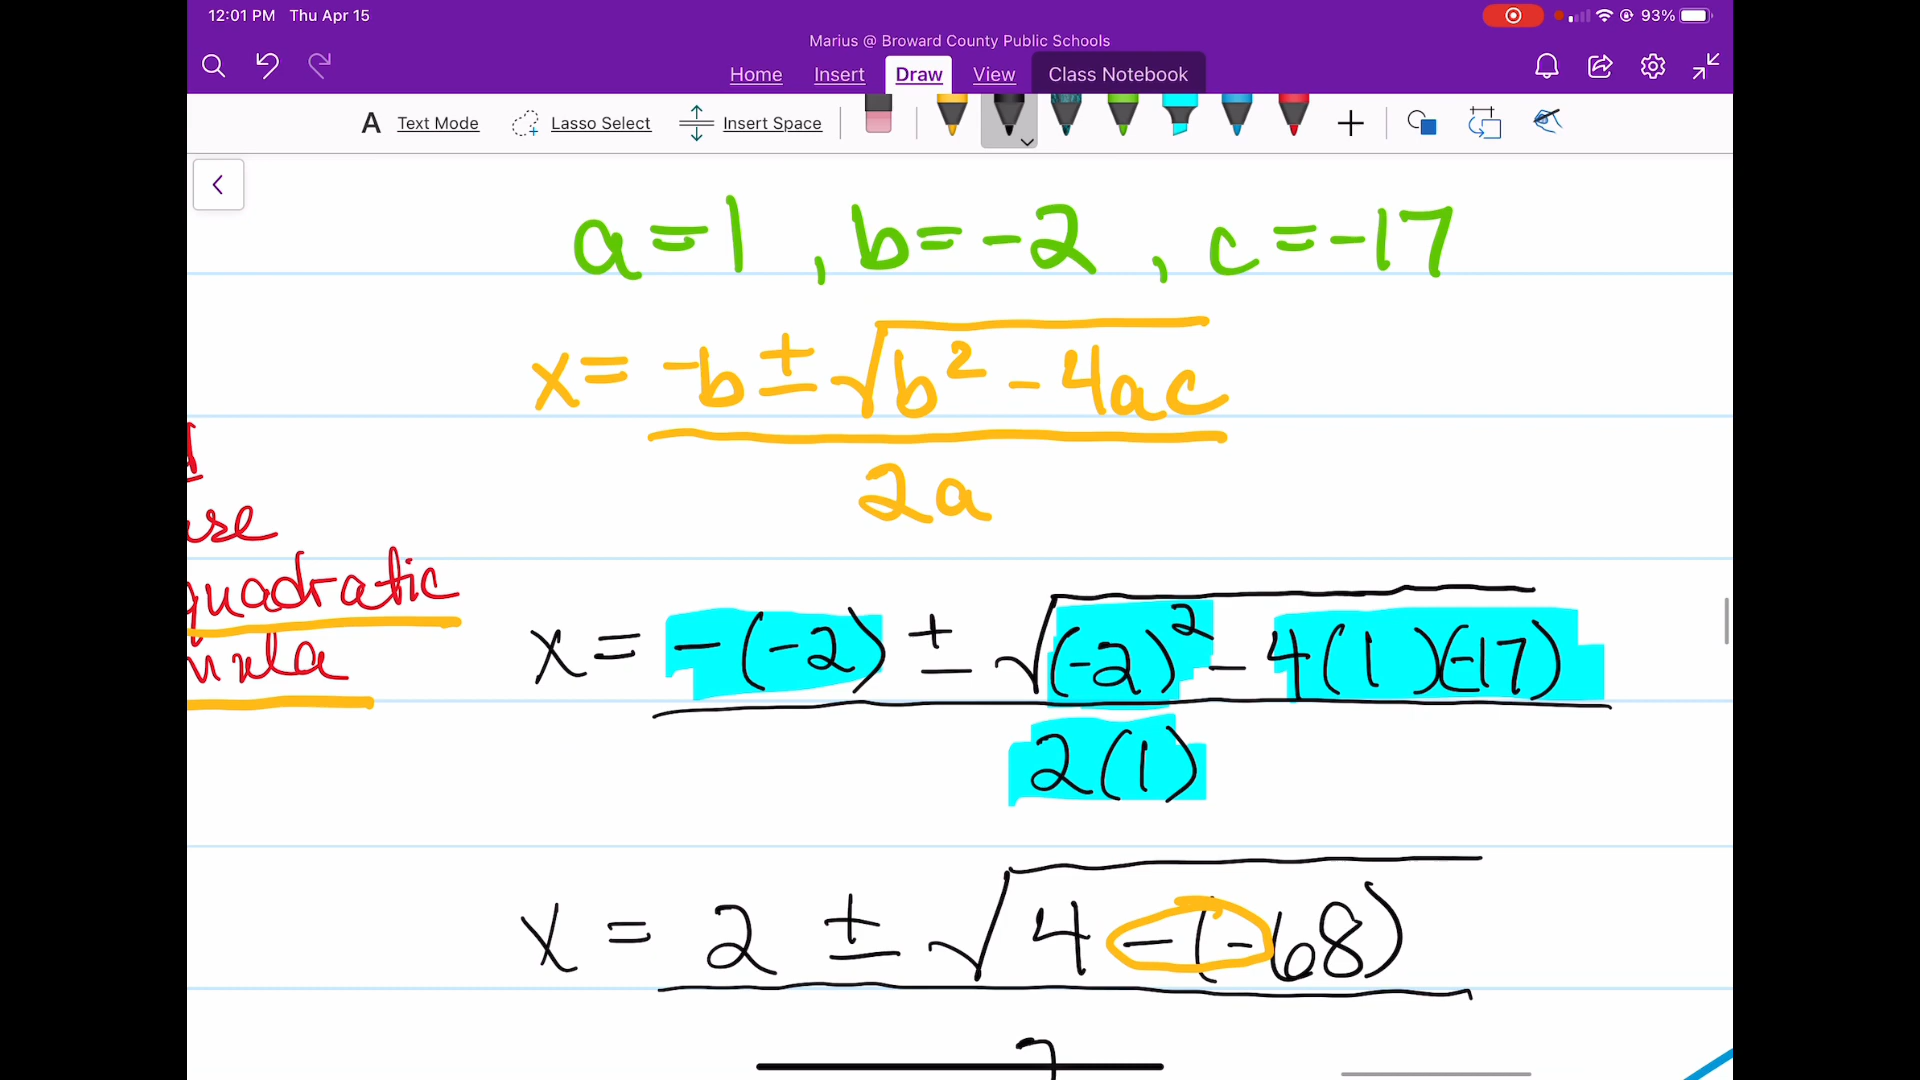 12:01 PM Thu Apr 15
93%
Marius @ Broward County Public Schools
Home Insert Draw View Class Notebook
A Text Mode Lasso Select Insert Space
a=1 , b=-2 , c=-17
x= -b±√b²-4ac
2a
quadratic
x= -(-2) ± √(-2)² - 4(1)(-17)
2(1)
x = 2 ± √4 -(-68)
2